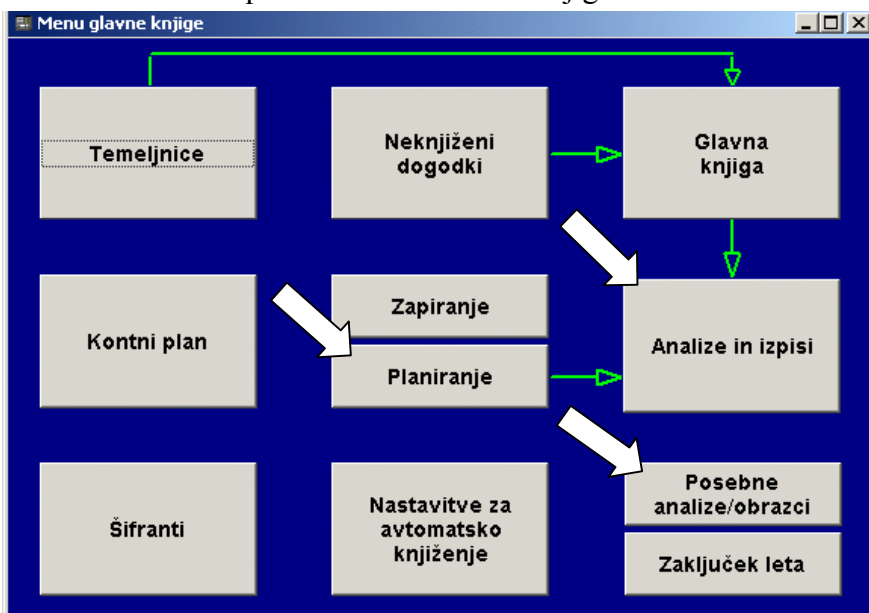 Menu glavne knjige
Temeljnice
Neknjiženi
dogodki
Glavna
knjiga
Kontni plan
Zapiranje
Planiranje
Analize in izpisi
Šifranti
Nastavitve za
avtomatsko
knjiženje
Posebne
analize/obrazci
Zaključek leta